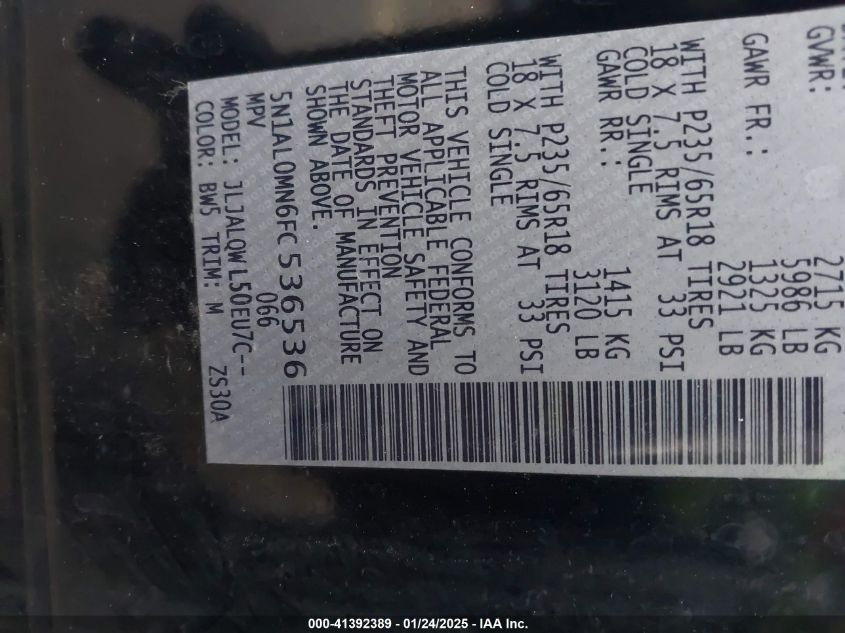 GVWR: 2715 KG
5986 LB
GAWR FR.: 1325 KG
2921 LB
WITH P235/65R18 TIRES
18 X 7.5 RIMS AT 33 PSI
COLD SINGLE
GAWR RR.: 1415 KG
3120 LB
WITH P235/65R18 TIRES
18 X 7.5 RIMS AT 33 PSI
COLD SINGLE
THIS VEHICLE CONFORMS TO
ALL APPLICABLE FEDERAL
MOTOR VEHICLE SAFETY AND
THEFT PREVENTION
STANDARDS IN EFFECT ON
THE DATE OF MANUFACTURE
SHOWN ABOVE.
5N1AL0MN6FC536536
MPV 066
MODEL: JLJALQW L50EU7C--
COLOR: BW5 TRIM: M ZS30A
000-41392389 - 01/24/2025 - IAA Inc.